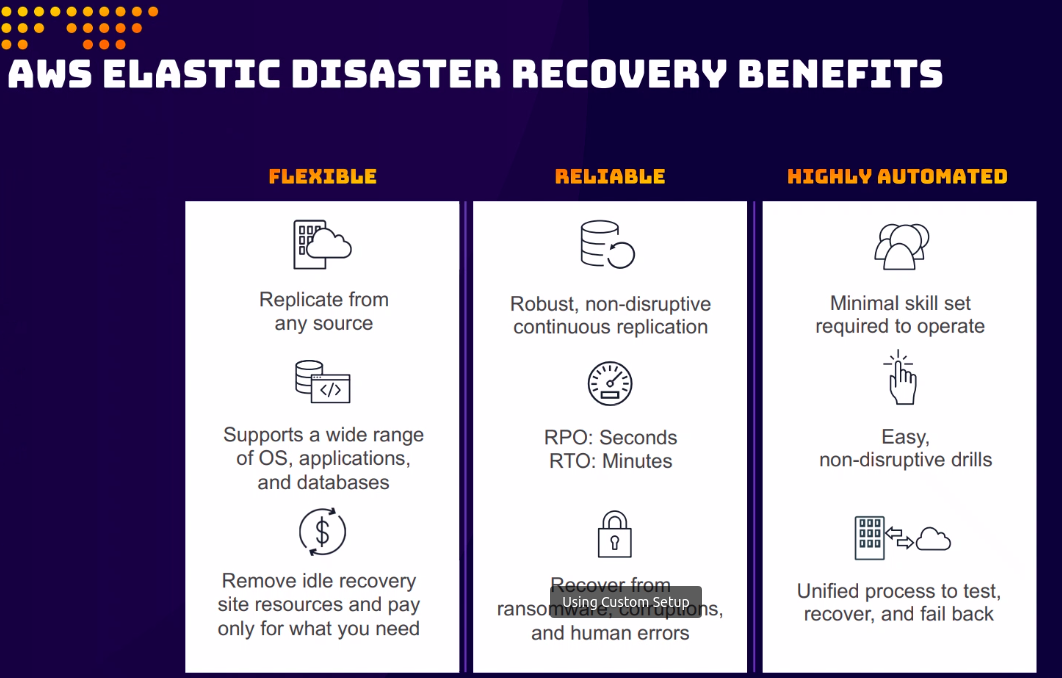 AWS ELASTIC DISASTER RECOVERY BENEFITS
FLEXIBLE
Replicate from
any source
</>
Supports a wide range
of OS, applications,
and databases
$
Remove idle recovery
site resources and pay
only for what you need
RELIABLE
Robust, non-disruptive
continuous replication
RPO: Seconds
RTO: Minutes
Recover from
ransomware, corruptions,
and human errors
Using Custom Setup
HIGHLY AUTOMATED
Minimal skill set
required to operate
Easy,
non-disruptive drills
Unified process to test,
recover, and fail back